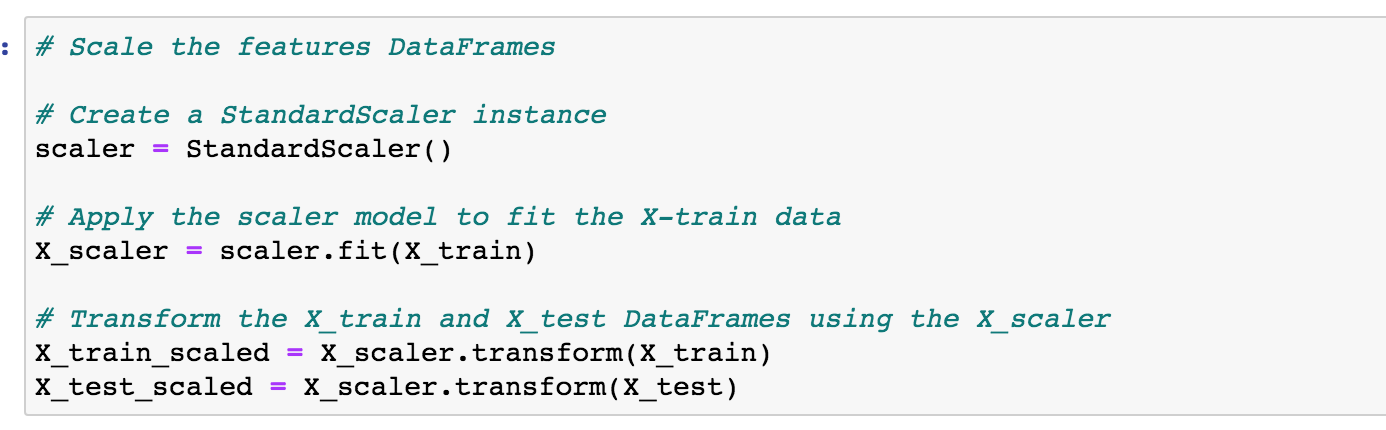 :
# Scale the features DataFrames
# Create a StandardScaler instance
scaler = StandardScaler()
# Apply the scaler model to fit the X-train data
X_scaler = scaler.fit(X_train)
# Transform the X_train and X_test DataFrames using the X_scaler
X_train_scaled = X_scaler.transform(X_train)
X_test_scaled = X_scaler.transform(X_test)